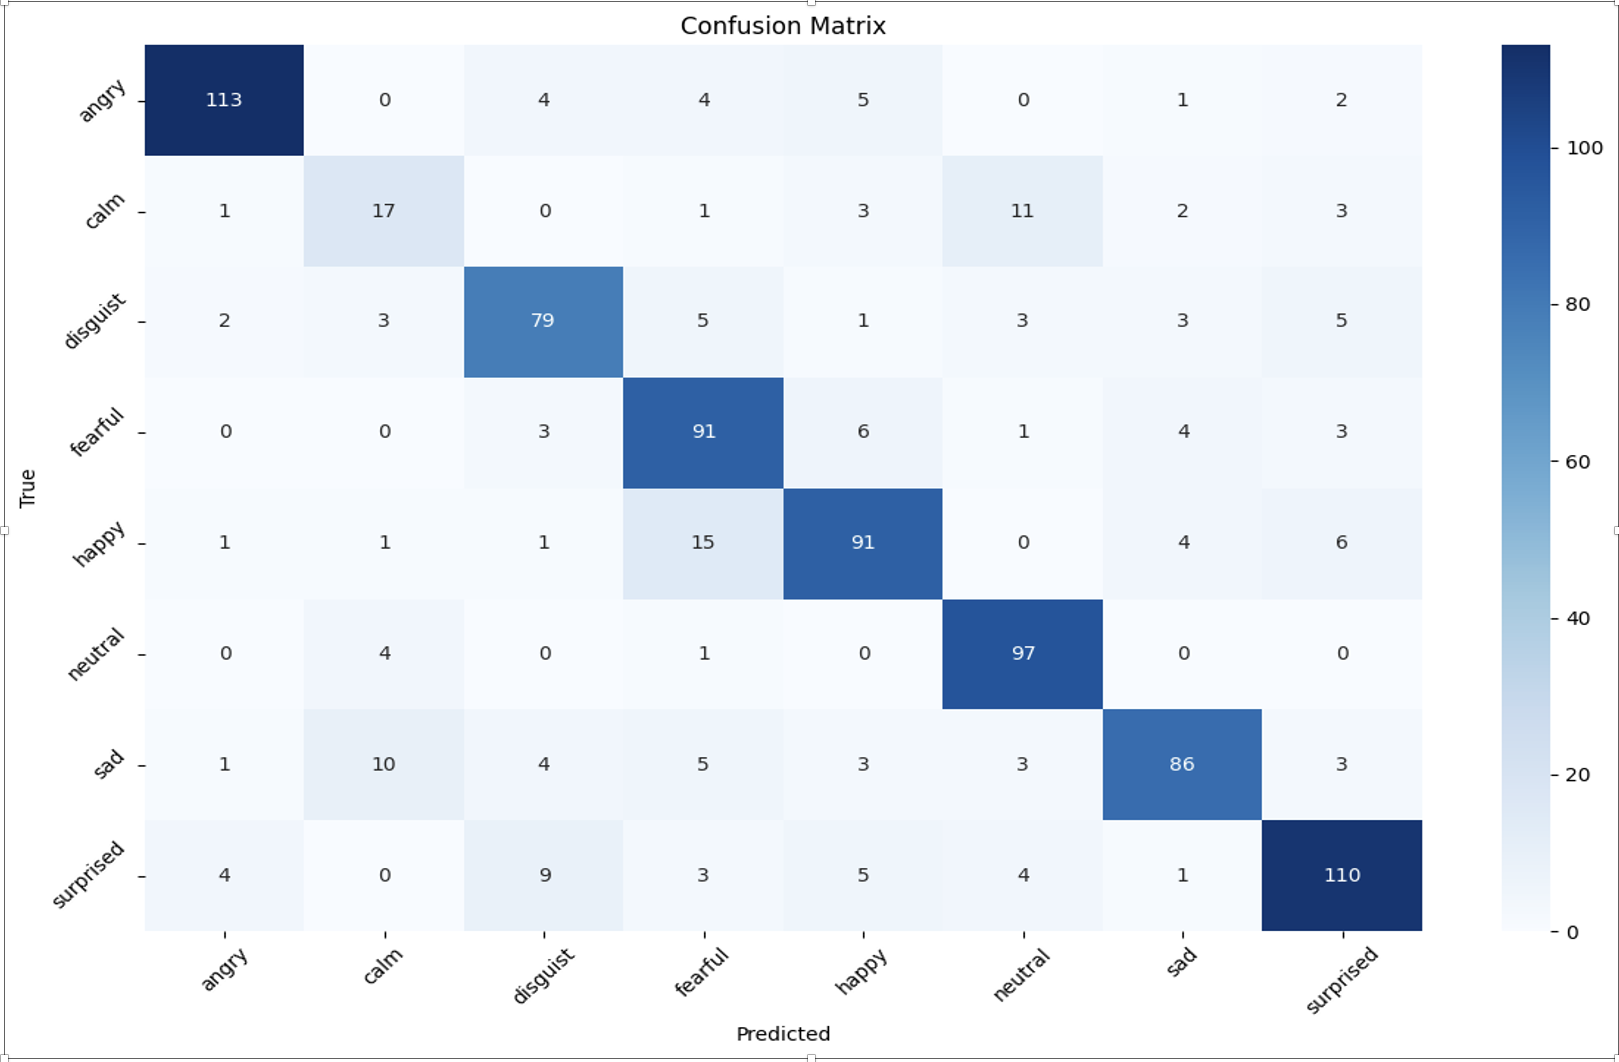 Confusion Matrix
angry 113 0 4 4 5 0 1 2
calm 1 17 0 1 3 11 2 3
disguist 2 3 79 5 1 3 3 5
fearful 0 0 3 91 6 1 4 3
happy 1 1 1 15 91 0 4 6
neutral 0 4 0 1 0 97 0 0
sad 1 10 4 5 3 3 86 3
surprised 4 0 9 3 5 4 1 110
True
angry calm disguist fearful happy neutral sad surprised
Predicted
100
80
60
40
20
0